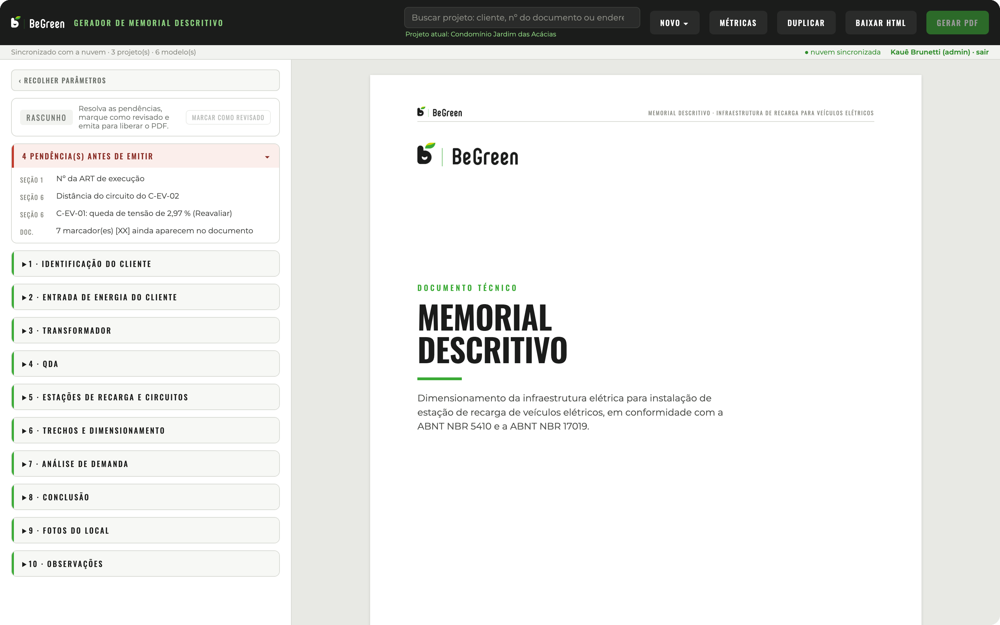 BeGreen GERADOR DE MEMORIAL DESCRITIVO
Buscar projeto: cliente, nº do documento ou endere
Projeto atual: Condomínio Jardim das Acácias
NOVO
MÉTRICAS
DUPLICAR
BAIXAR HTML
GERAR PDF
Sincronizado com a nuvem · 3 projeto(s) · 6 modelo(s)
● nuvem sincronizada
Kauê Brunetti (admin) · sair
‹ RECOLHER PARÂMETROS
RASCUNHO
Resolva as pendências,
marque como revisado e
emita para liberar o PDF.
MARCAR COMO REVISADO
4 PENDÊNCIA(S) ANTES DE EMITIR
SEÇÃO 1 Nº da ART de execução
SEÇÃO 6 Distância do circuito do C-EV-02
SEÇÃO 6 C-EV-01: queda de tensão de 2,97 % (Reavaliar)
DOC. 7 marcador(es) [XX] ainda aparecem no documento
1 · IDENTIFICAÇÃO DO CLIENTE
2 · ENTRADA DE ENERGIA DO CLIENTE
3 · TRANSFORMADOR
4 · QDA
5 · ESTAÇÕES DE RECARGA E CIRCUITOS
6 · TRECHOS E DIMENSIONAMENTO
7 · ANÁLISE DE DEMANDA
8 · CONCLUSÃO
9 · FOTOS DO LOCAL
10 · OBSERVAÇÕES
BeGreen
MEMORIAL DESCRITIVO · INFRAESTRUTURA DE RECARGA PARA VEÍCULOS ELÉTRICOS
BeGreen
DOCUMENTO TÉCNICO
MEMORIAL
DESCRITIVO
Dimensionamento da infraestrutura elétrica para instalação de
estação de recarga de veículos elétricos, em conformidade com a
ABNT NBR 5410 e a ABNT NBR 17019.